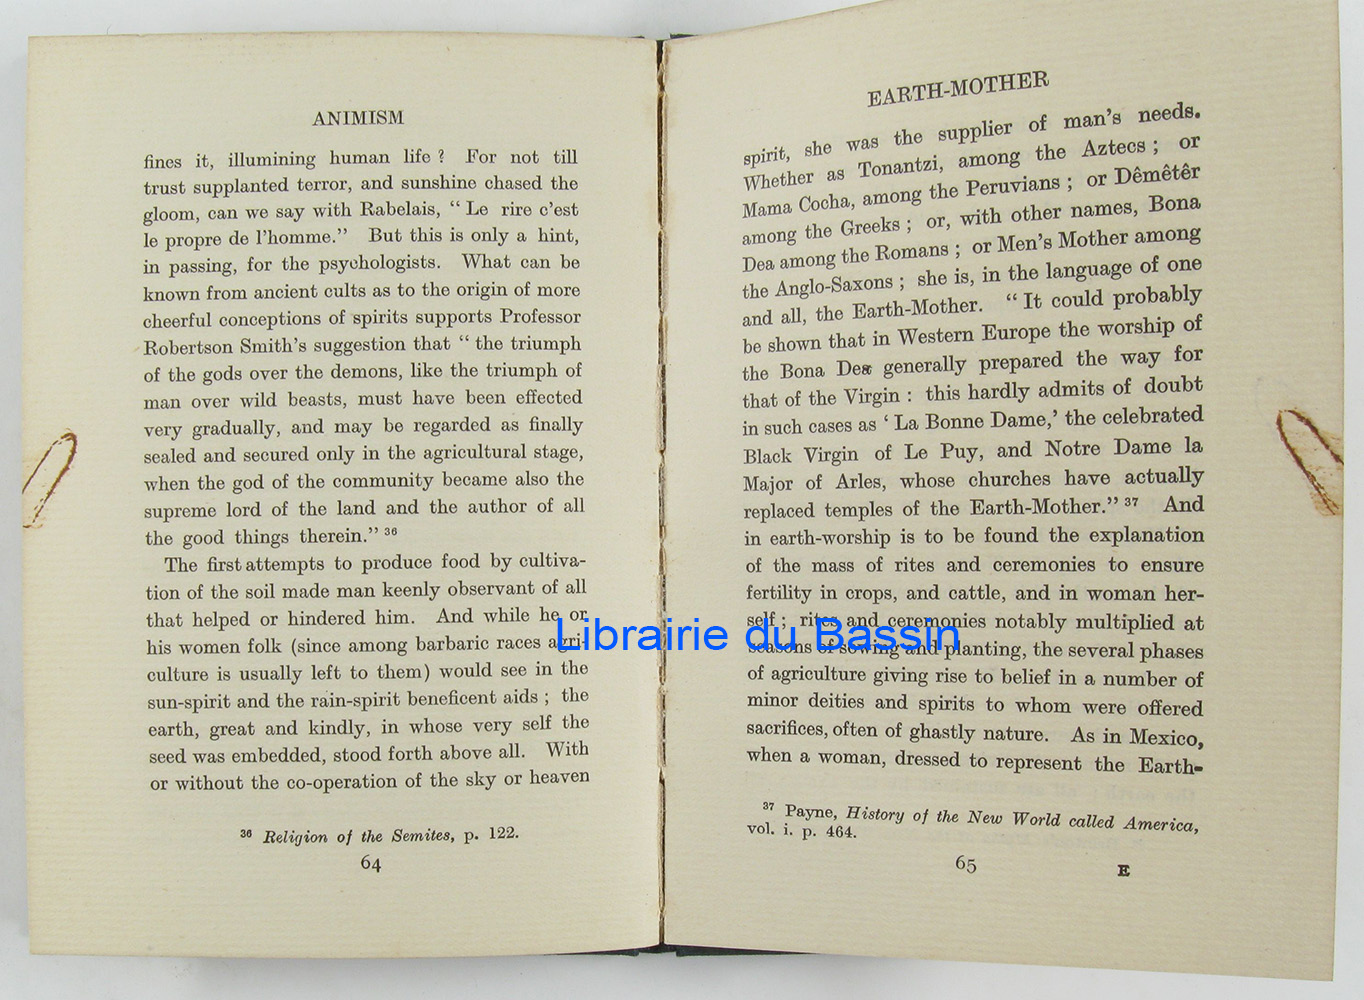 ANIMISM
fines it, illumining human life ? For not till
trust supplanted terror, and sunshine chased the
gloom, can we say with Rabelais, “ Le rire c’est
le propre de l’homme.” But this is only a hint,
in passing, for the psychologists. What can be
known from ancient cults as to the origin of more
cheerful conceptions of spirits supports Professor
Robertson Smith’s suggestion that “ the triumph
of the gods over the demons, like the triumph of
man over wild beasts, must have been effected
very gradually, and may be regarded as finally
sealed and secured only in the agricultural stage,
when the god of the community became also the
supreme lord of the land and the author of all
the good things therein.” 36
The first attempts to produce food by cultiva-
tion of the soil made man keenly observant of all
that helped or hindered him. And while he or
his women folk (since among barbaric races agri-
culture is usually left to them) would see in the
sun-spirit and the rain-spirit beneficent aids ; the
earth, great and kindly, in whose very self the
seed was embedded, stood forth above all. With
or without the co-operation of the sky or heaven
36 Religion of the Semites, p. 122.
64
EARTH-MOTHER
spirit, she was the supplier of man’s needs.
Whether as Tonantzi, among the Aztecs ; or
Mama Cocha, among the Peruvians ; or Dêmêtêr
among the Greeks ; or, with other names, Bona
Dea among the Romans ; or Men’s Mother among
the Anglo-Saxons ; she is, in the language of one
and all, the Earth-Mother. “ It could probably
be shown that in Western Europe the worship of
the Bona Deæ generally prepared the way for
that of the Virgin : this hardly admits of doubt
in such cases as ‘ La Bonne Dame,’ the celebrated
Black Virgin of Le Puy, and Notre Dame la
Major of Arles, whose churches have actually
replaced temples of the Earth-Mother.” 37 And
in earth-worship is to be found the explanation
of the mass of rites and ceremonies to ensure
fertility in crops, and cattle, and in woman her-
self ; rites and ceremonies notably multiplied at
seasons of sowing and planting, the several phases
of agriculture giving rise to belief in a number of
minor deities and spirits to whom were offered
sacrifices, often of ghastly nature. As in Mexico,
when a woman, dressed to represent the Earth-
37 Payne, History of the New World called America,
vol. i. p. 464.
65 E
Librairie du Bassin